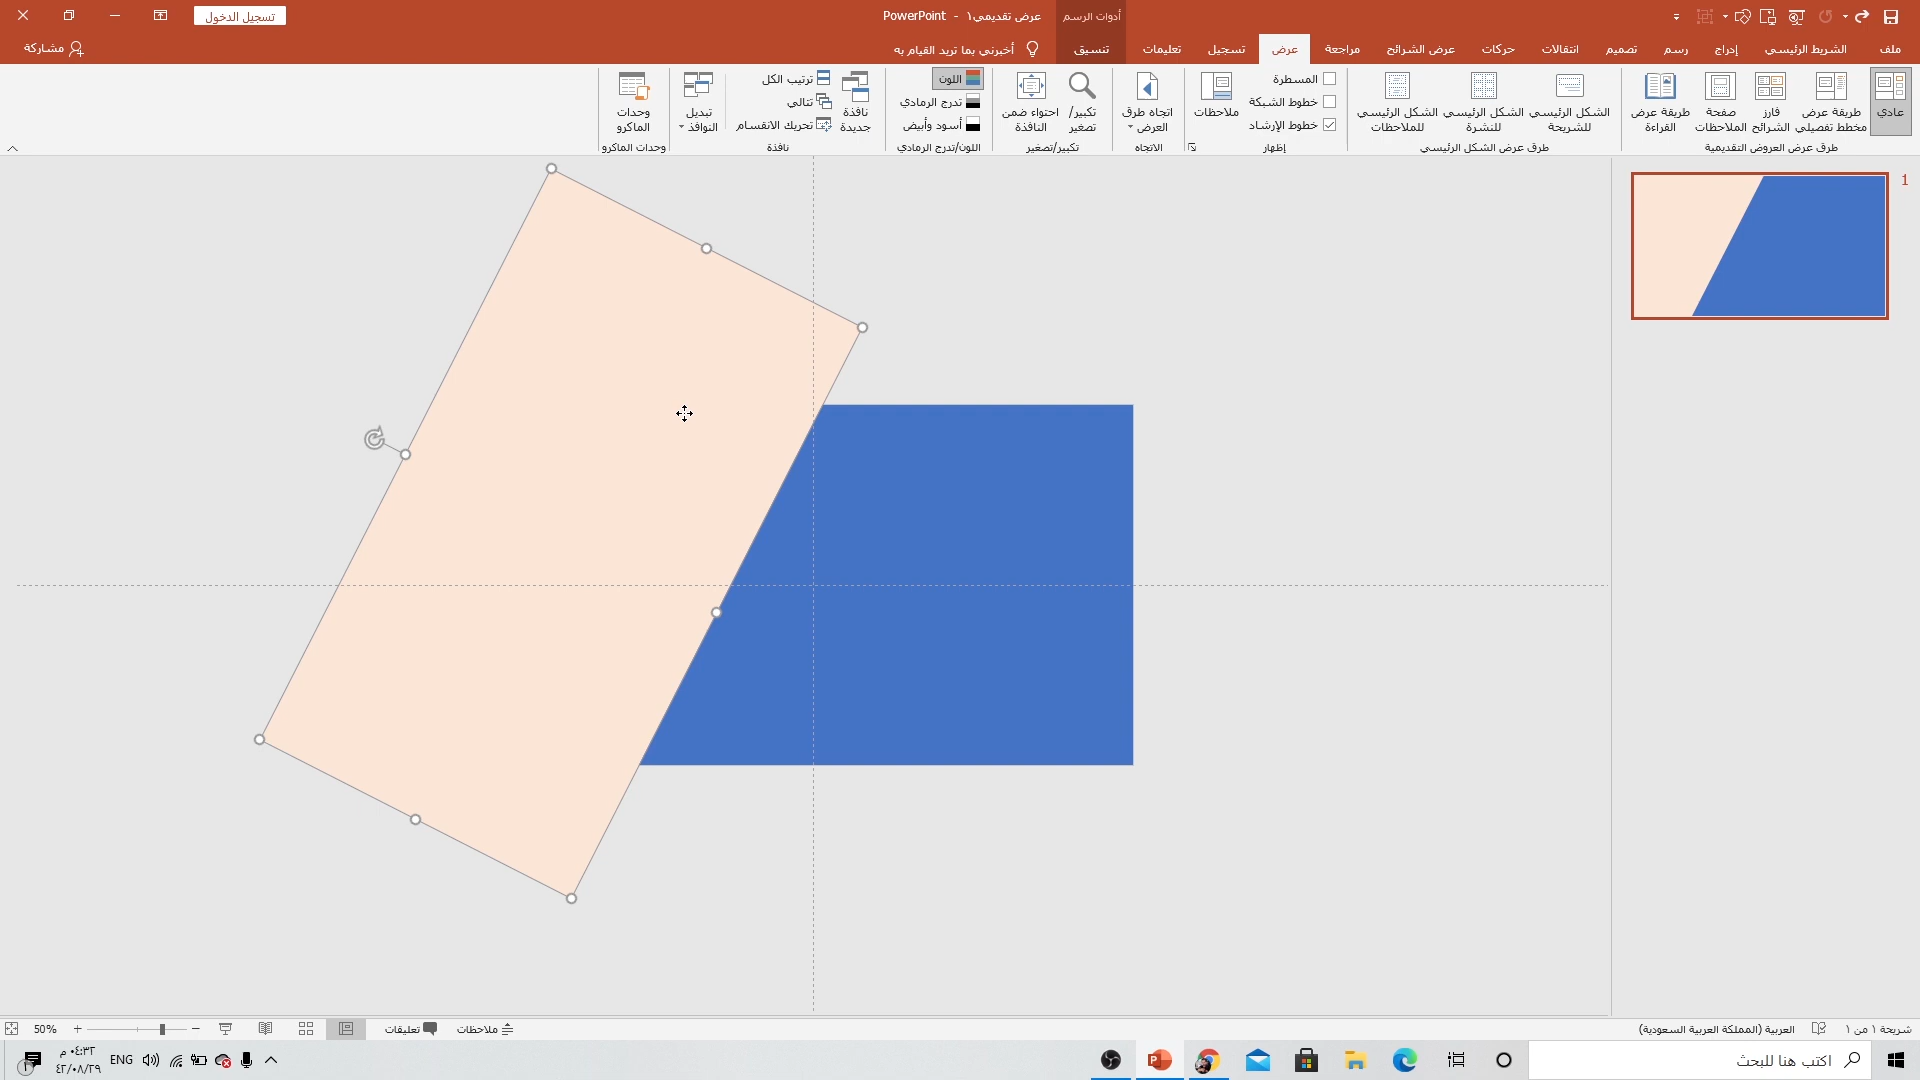 تسجيل الدخول
عرض تقديمي١ - PowerPoint
أدوات الرسم
ملف
الشريط الرئيسي
إدراج
رسم
تصميم
انتقالات
حركات
عرض الشرائح
مراجعة
عرض
تسجيل
تعليمات
تنسيق
أخبرني بما تريد القيام به
مشاركة
عادي
طريقة عرض مخطط تفصيلي
فارز الشرائح
صفحة الملاحظات
طريقة عرض القراءة
طرق عرض العروض التقديمية
الشكل الرئيسي للشريحة
الشكل الرئيسي للنشرة
الشكل الرئيسي للملاحظات
طرق عرض الشكل الرئيسي
المسطرة
خطوط الشبكة
خطوط الإرشاد
إظهار
ملاحظات
اتجاه طرق العرض
الاتجاه
تكبير/ تصغير
احتواء ضمن النافذة
تكبير/تصغير
اللون
تدرج الرمادي
أسود وأبيض
اللون/تدرج الرمادي
نافذة جديدة
ترتيب الكل
تتالي
تحريك الانقسام
تبديل النوافذ
نافذة
وحدات الماكرو
وحدات الماكرو
1
شريحة ١ من ١
العربية (المملكة العربية السعودية)
ملاحظات
تعليقات
50%
اكتب هنا للبحث
ENG
٠٤:٣٢ م
٤٢/٠٨/٢٩